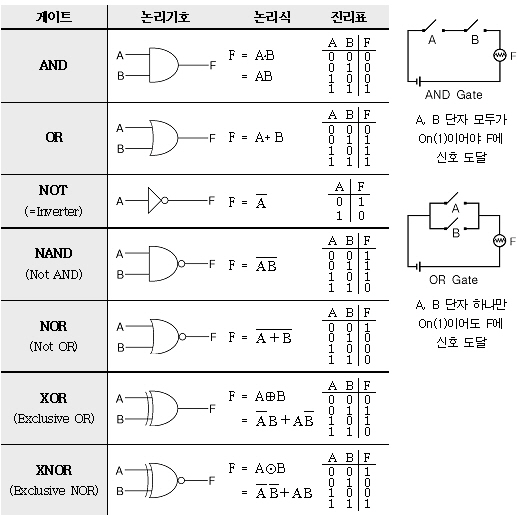 게이트 논리기호 논리식 진리표
AND
A
B
F
F = A·B
= AB
A B F
0 0 0
0 1 0
1 0 0
1 1 1
OR
A
B
F
F = A+ B
A B F
0 0 0
0 1 1
1 0 1
1 1 1
NOT
(=Inverter)
A
F
F = A̅
A F
0 1
1 0
NAND
(Not AND)
A
B
F
F = A̅B̅
A B F
0 0 1
0 1 1
1 0 1
1 1 0
NOR
(Not OR)
A
B
F
F = A̅ ̅+̅ ̅B̅
A B F
0 0 1
0 1 0
1 0 0
1 1 0
XOR
(Exclusive OR)
A
B
F
F = A⊕B
= A̅B+AB̅
A B F
0 0 0
0 1 1
1 0 1
1 1 0
XNOR
(Exclusive NOR)
A
B
F
F = A⊙B
= A̅ B̅+AB
A B F
0 0 1
0 1 0
1 0 0
1 1 1
A B
F
AND Gate
A, B 단자 모두가
On(1)이어야 F에
신호 도달
A
B
F
OR Gate
A, B 단자 하나만
On(1)이어도 F에
신호 도달